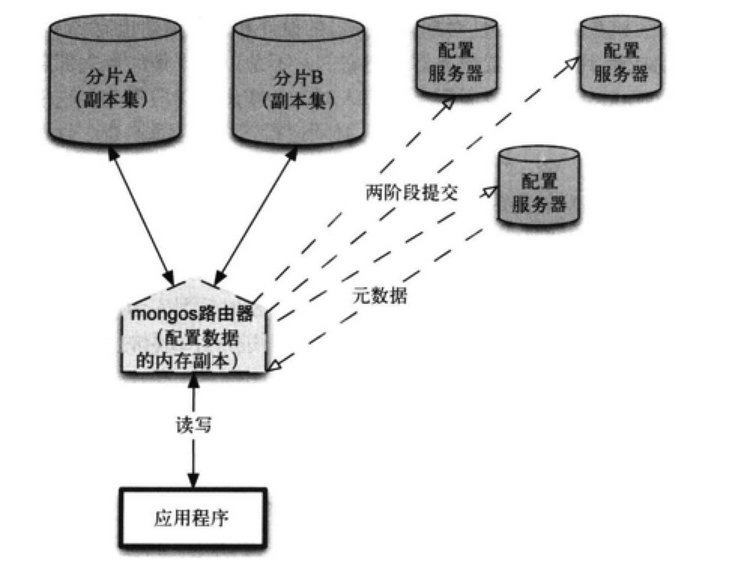 分片A
（副本集）
分片B
（副本集）
配置
服务器
配置
服务器
配置
服务器
两阶段提交
元数据
mongos路由器
（配置数据
的内存副本）
读写
应用程序